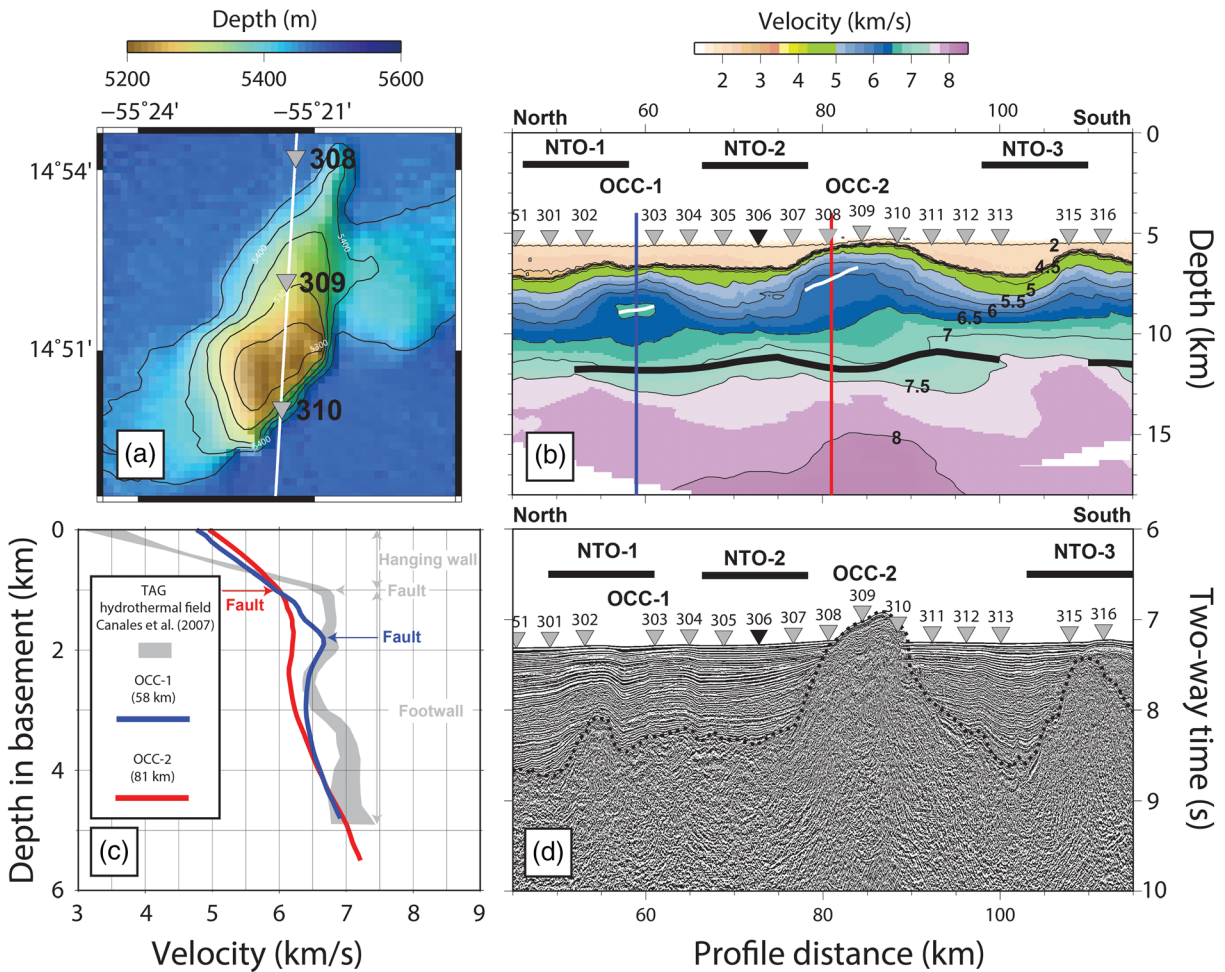 Depth (m)
5200 5400 5600
−55˚24' −55˚21'
14˚54'
14˚51'
308
309
310
5400
5400
5300
5400
(a)
Velocity (km/s)
2 3 4 5 6 7 8
North 60 80 100 South
NTO-1 NTO-2 NTO-3
OCC-1 OCC-2
51 301 302 303 304 305 306 307 308 309 310 311 312 313 315 316
2
4.5
5
5.5
6
6.5
7
7.5
8
0
5
10
15
Depth (km)
(b)
0
2
4
6
Depth in basement (km)
3 4 5 6 7 8 9
Velocity (km/s)
TAG
hydrothermal field
Canales et al. (2007)
OCC-1
(58 km)
OCC-2
(81 km)
Hanging wall
Fault
Fault
Fault
Footwall
(c)
North South
NTO-1 NTO-2 NTO-3
OCC-1 OCC-2
51 301 302 303 304 305 306 307 308 309 310 311 312 313 315 316
6
7
8
9
10
Two-way time (s)
60 80 100
Profile distance (km)
(d)